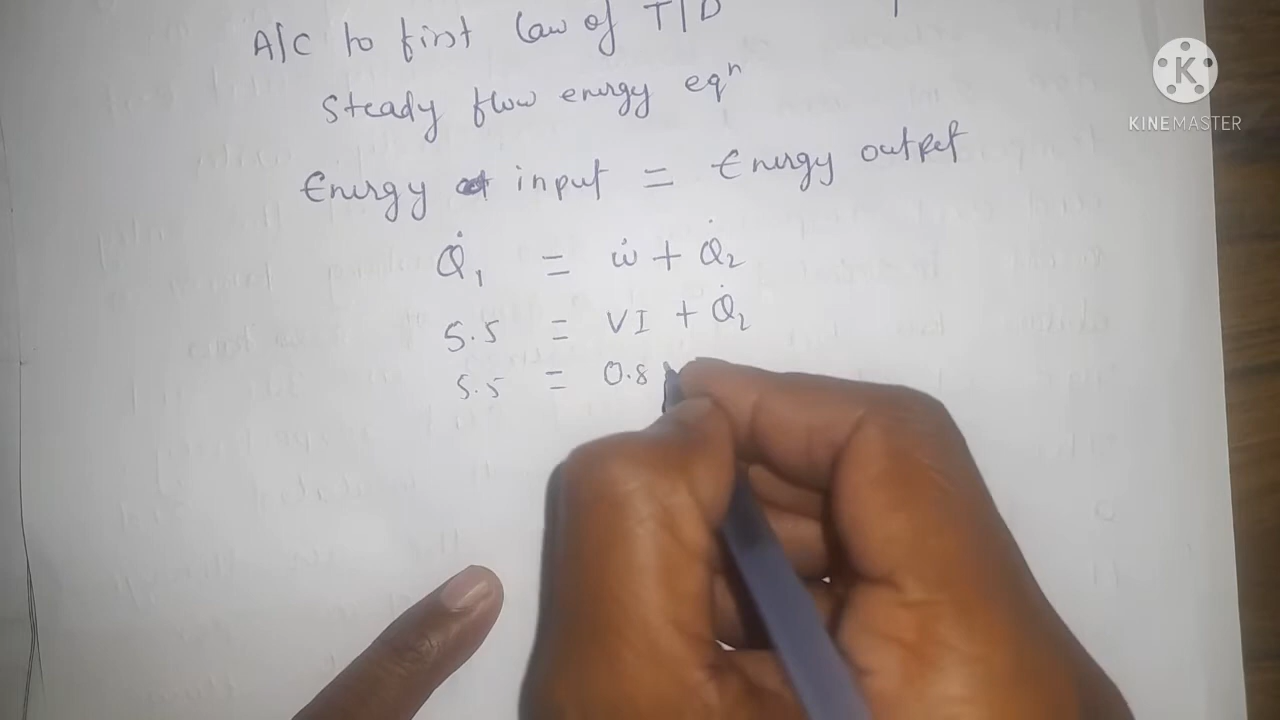 A/C to first law of T/D
Steady flow energy eqⁿ
Energy input = Energy output
Q̇₁ = ẇ + Q̇₂
5.5 = VI + Q̇₂
5.5 = 0.8
K
KINEMASTER